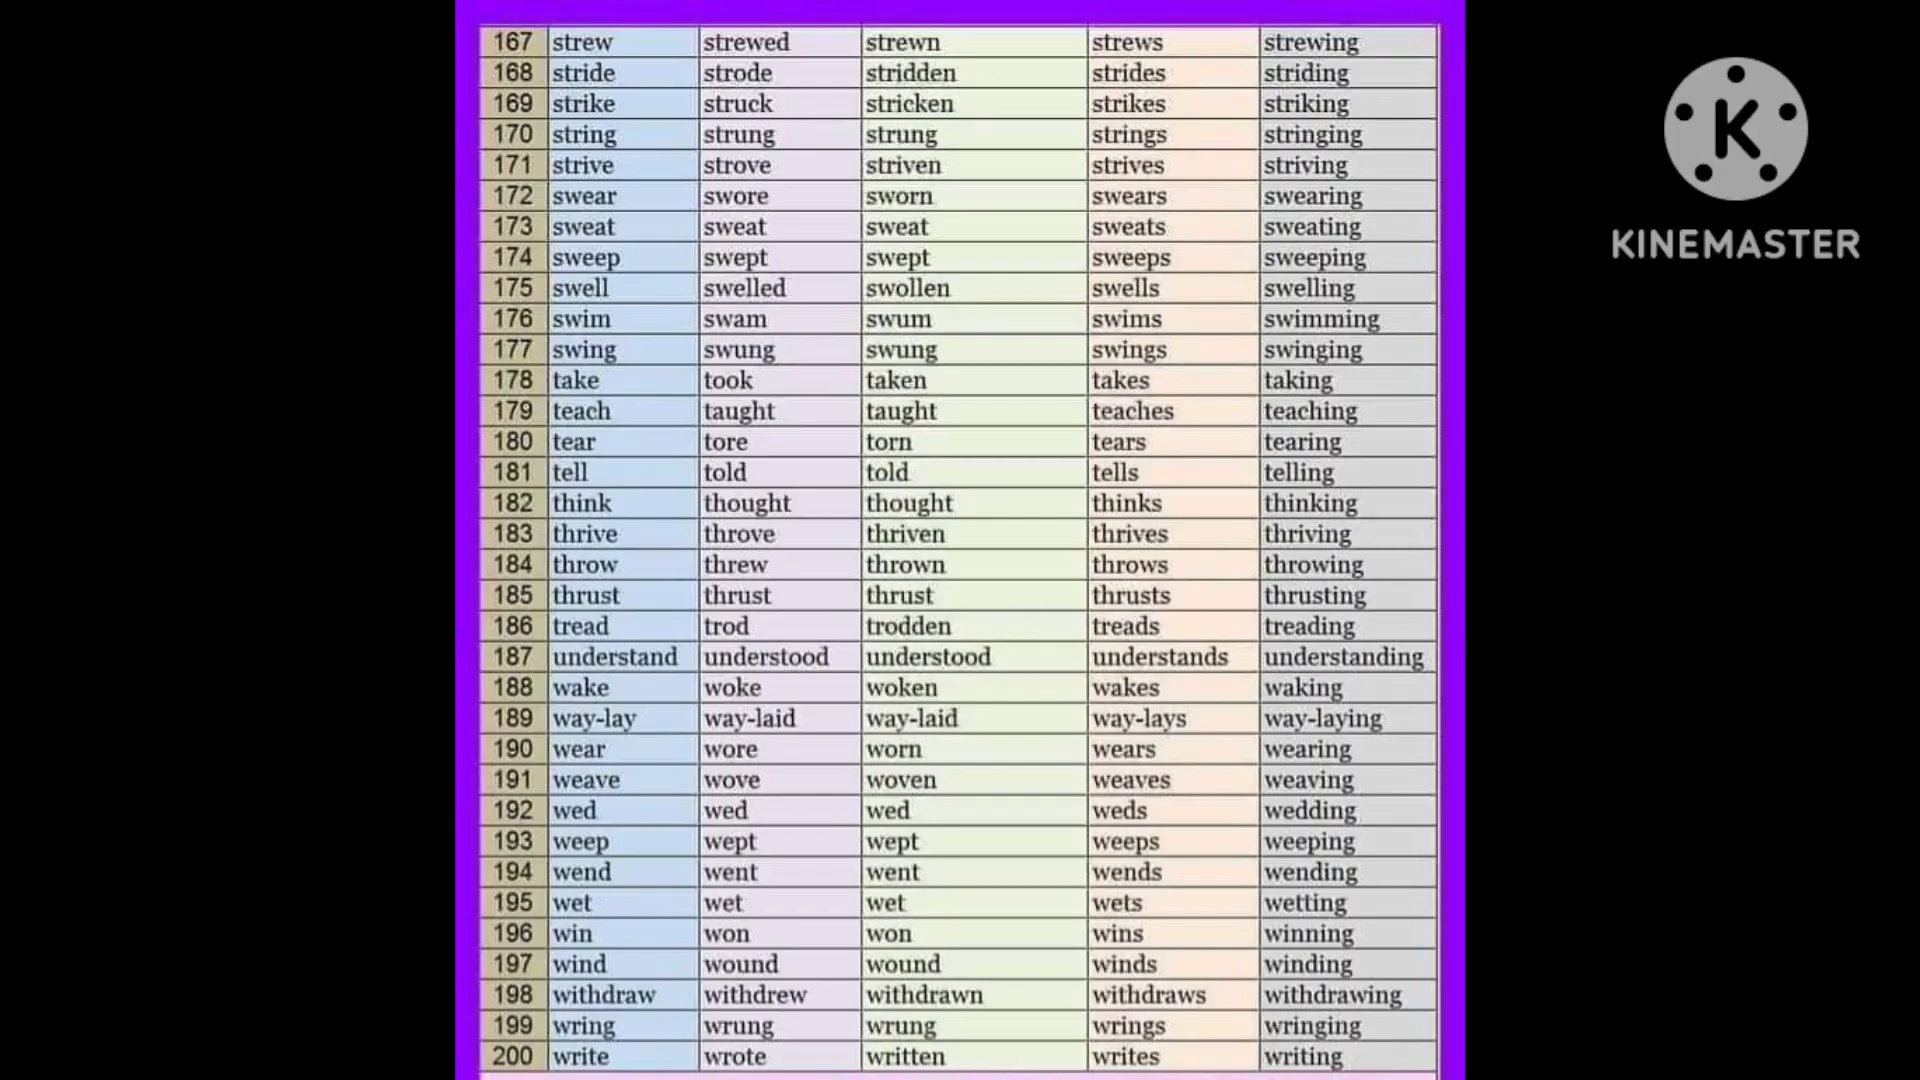 167 strew strewed strewn strews strewing
168 stride strode stridden strides striding
169 strike struck stricken strikes striking
170 string strung strung strings stringing
171 strive strove striven strives striving
172 swear swore sworn swears swearing
173 sweat sweat sweat sweats sweating
174 sweep swept swept sweeps sweeping
175 swell swelled swollen swells swelling
176 swim swam swum swims swimming
177 swing swung swung swings swinging
178 take took taken takes taking
179 teach taught taught teaches teaching
180 tear tore torn tears tearing
181 tell told told tells telling
182 think thought thought thinks thinking
183 thrive throve thriven thrives thriving
184 throw threw thrown throws throwing
185 thrust thrust thrust thrusts thrusting
186 tread trod trodden treads treading
187 understand understood understood understands understanding
188 wake woke woken wakes waking
189 way-lay way-laid way-laid way-lays way-laying
190 wear wore worn wears wearing
191 weave wove woven weaves weaving
192 wed wed wed weds wedding
193 weep wept wept weeps weeping
194 wend went went wends wending
195 wet wet wet wets wetting
196 win won won wins winning
197 wind wound wound winds winding
198 withdraw withdrew withdrawn withdraws withdrawing
199 wring wrung wrung wrings wringing
200 write wrote written writes writing
K
KINEMASTER